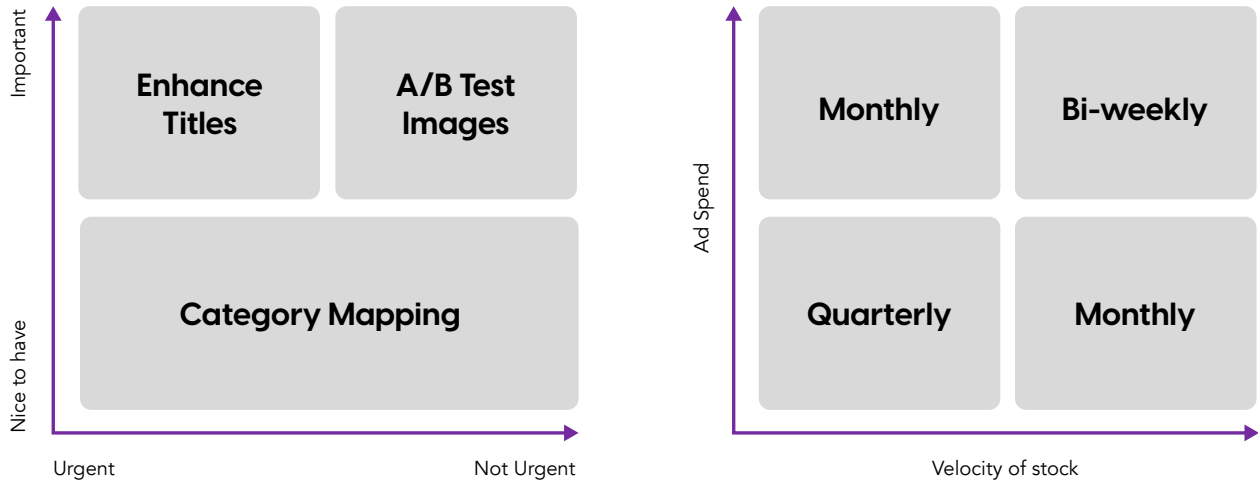 Important
Enhance
Titles
A/B Test
Images
Category Mapping
Nice to have
Urgent
Not Urgent
Ad Spend
Monthly
Bi-weekly
Quarterly
Monthly
Velocity of stock